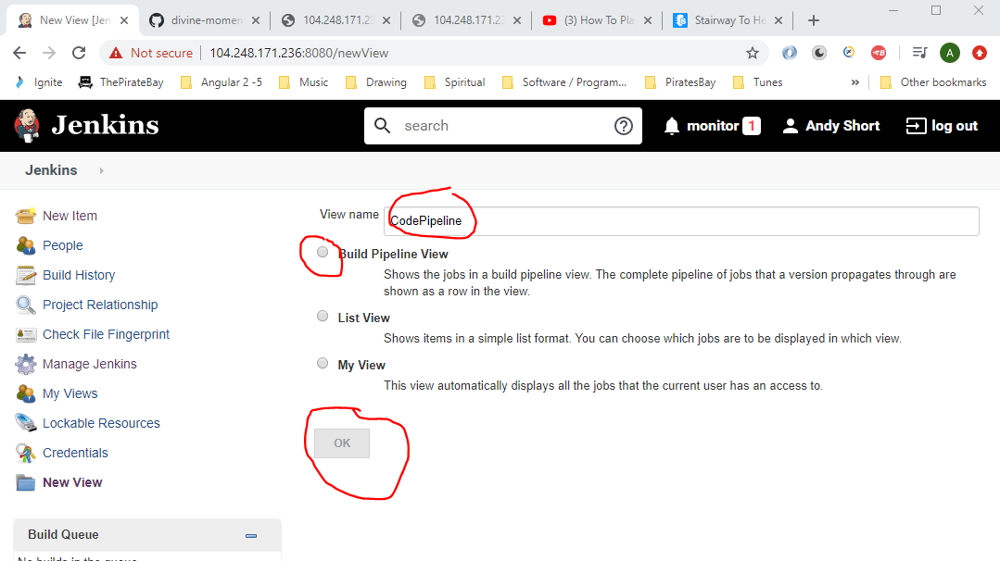 New View [Jen
divine-momen
104.248.171.23
104.248.171.23
(3) How To Pla
Stairway To He
Not secure
104.248.171.236:8080/newView
A
Ignite
ThePirateBay
Angular 2 -5
Music
Drawing
Spiritual
Software / Program...
PiratesBay
Tunes
»
Other bookmarks
Jenkins
search
monitor 1
Andy Short
log out
Jenkins
New Item
People
Build History
Project Relationship
Check File Fingerprint
Manage Jenkins
My Views
Lockable Resources
Credentials
New View
Build Queue
No builds in the queue.
View name
CodePipeline
Build Pipeline View
Shows the jobs in a build pipeline view. The complete pipeline of jobs that a version propagates through are
shown as a row in the view.
List View
Shows items in a simple list format. You can choose which jobs are to be displayed in which view.
My View
This view automatically displays all the jobs that the current user has an access to.
OK